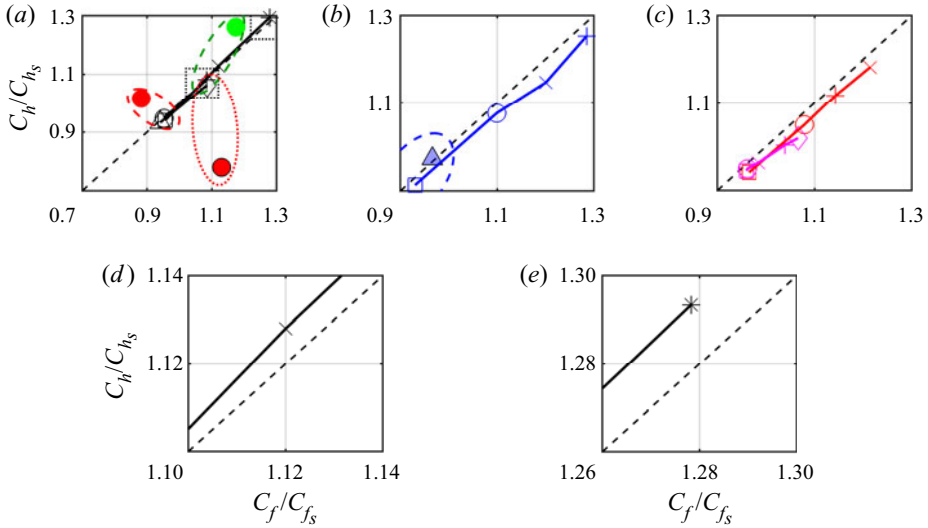 (a) (b) (c)
1.3
1.1
0.9
C_h/C_{h_s}
0.7 0.9 1.1 1.3
1.3
1.1
0.9 1.1 1.3
1.3
1.1
0.9 1.1 1.3
(d) (e)
1.14
1.12
C_h/C_{h_s}
1.10 1.12 1.14
C_f/C_{f_s}
1.30
1.28
1.26 1.28 1.30
C_f/C_{f_s}